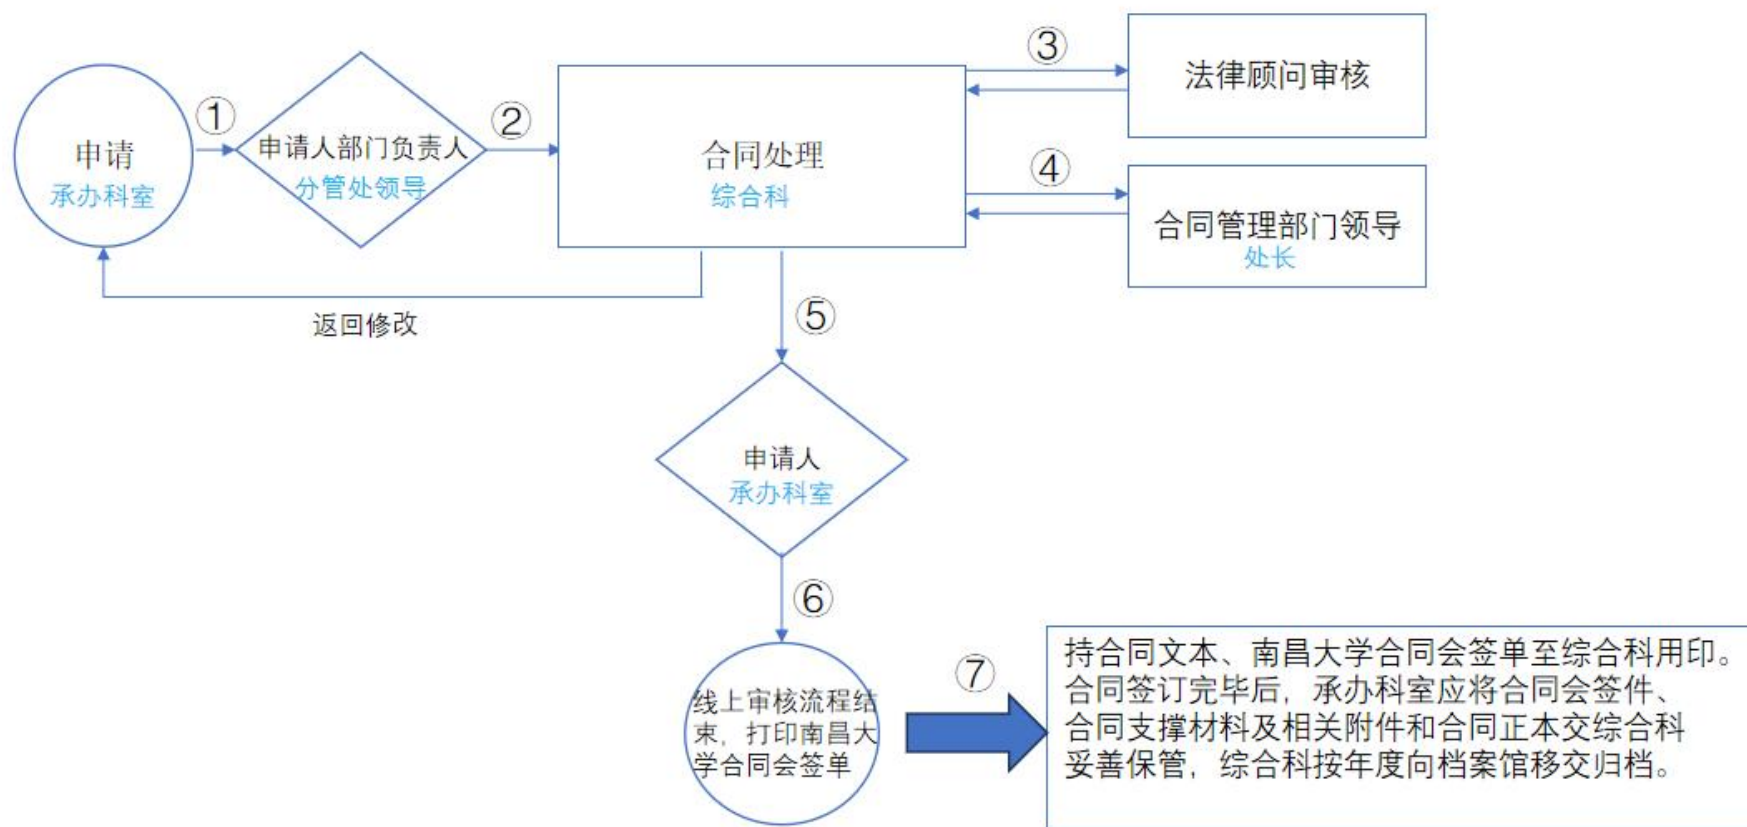 申请
承办科室
①
申请人部门负责人
分管处领导
②
合同处理
综合科
③
法律顾问审核
④
合同管理部门领导
处长
返回修改
⑤
申请人
承办科室
⑥
线上审核流程结
束，打印南昌大
学合同会签单
⑦
持合同文本、南昌大学合同会签单至综合科用印。
合同签订完毕后，承办科室应将合同会签件、
合同支撑材料及相关附件和合同正本交综合科
妥善保管，综合科按年度向档案馆移交归档。